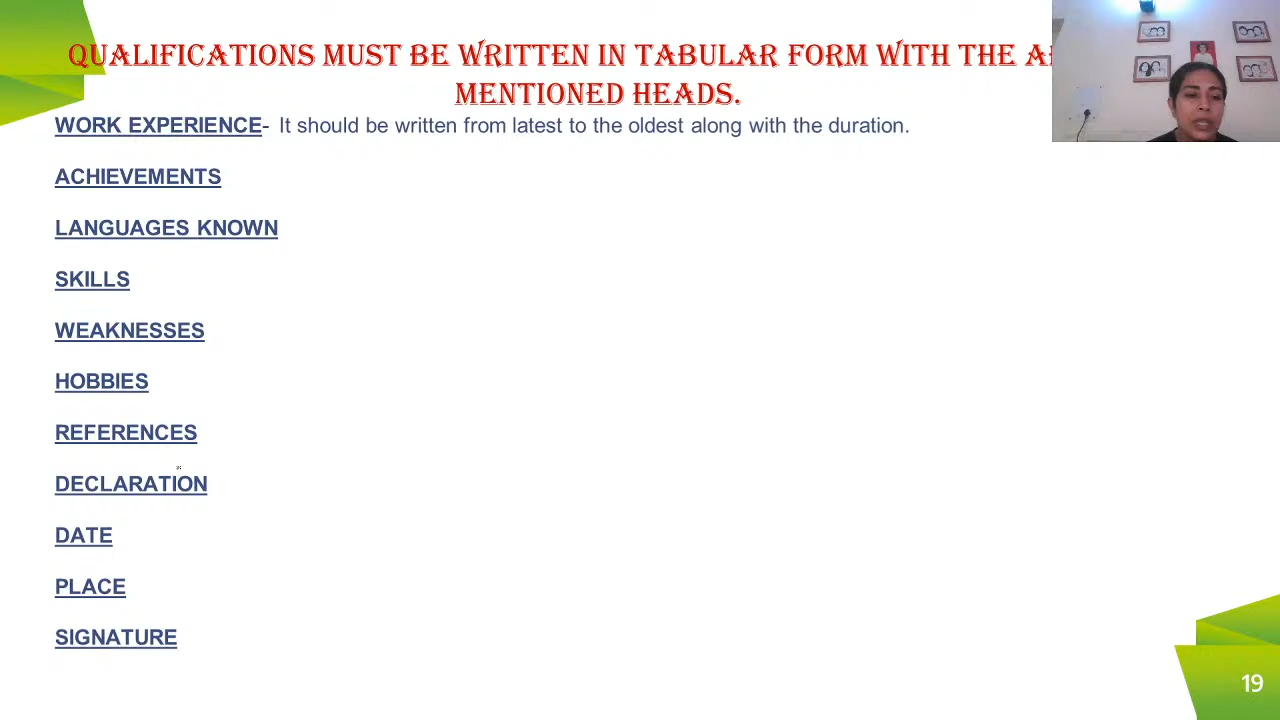 QUALIFICATIONS MUST BE WRITTEN IN TABULAR FORM WITH THE
MENTIONED HEADS.
WORK EXPERIENCE- It should be written from latest to the oldest along with the duration.
ACHIEVEMENTS
LANGUAGES KNOWN
SKILLS
WEAKNESSES
HOBBIES
REFERENCES
DECLARATION
DATE
PLACE
SIGNATURE
19